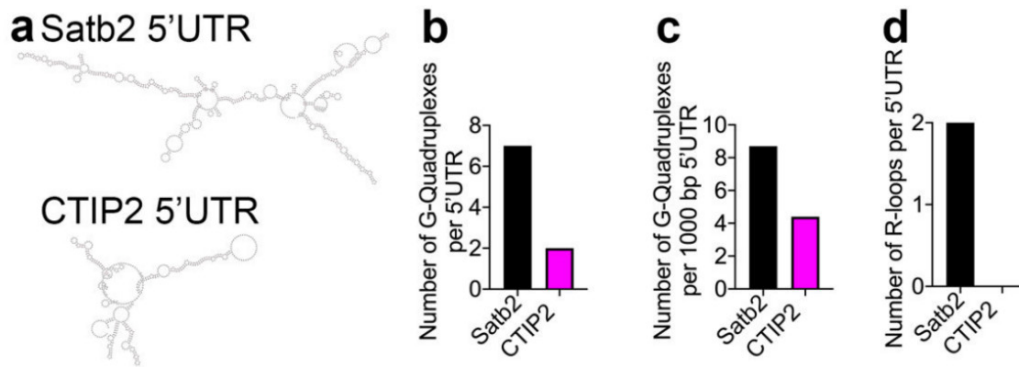 a Satb2 5'UTR
CTIP2 5'UTR
b
Number of G-Quadruplexes
per 5'UTR
8
6
4
2
0
Satb2
CTIP2
c
Number of G-Quadruplexes
per 1000 bp 5'UTR
10
8
6
4
2
0
Satb2
CTIP2
d
Number of R-loops per 5'UTR
2
1
0
Satb2
CTIP2